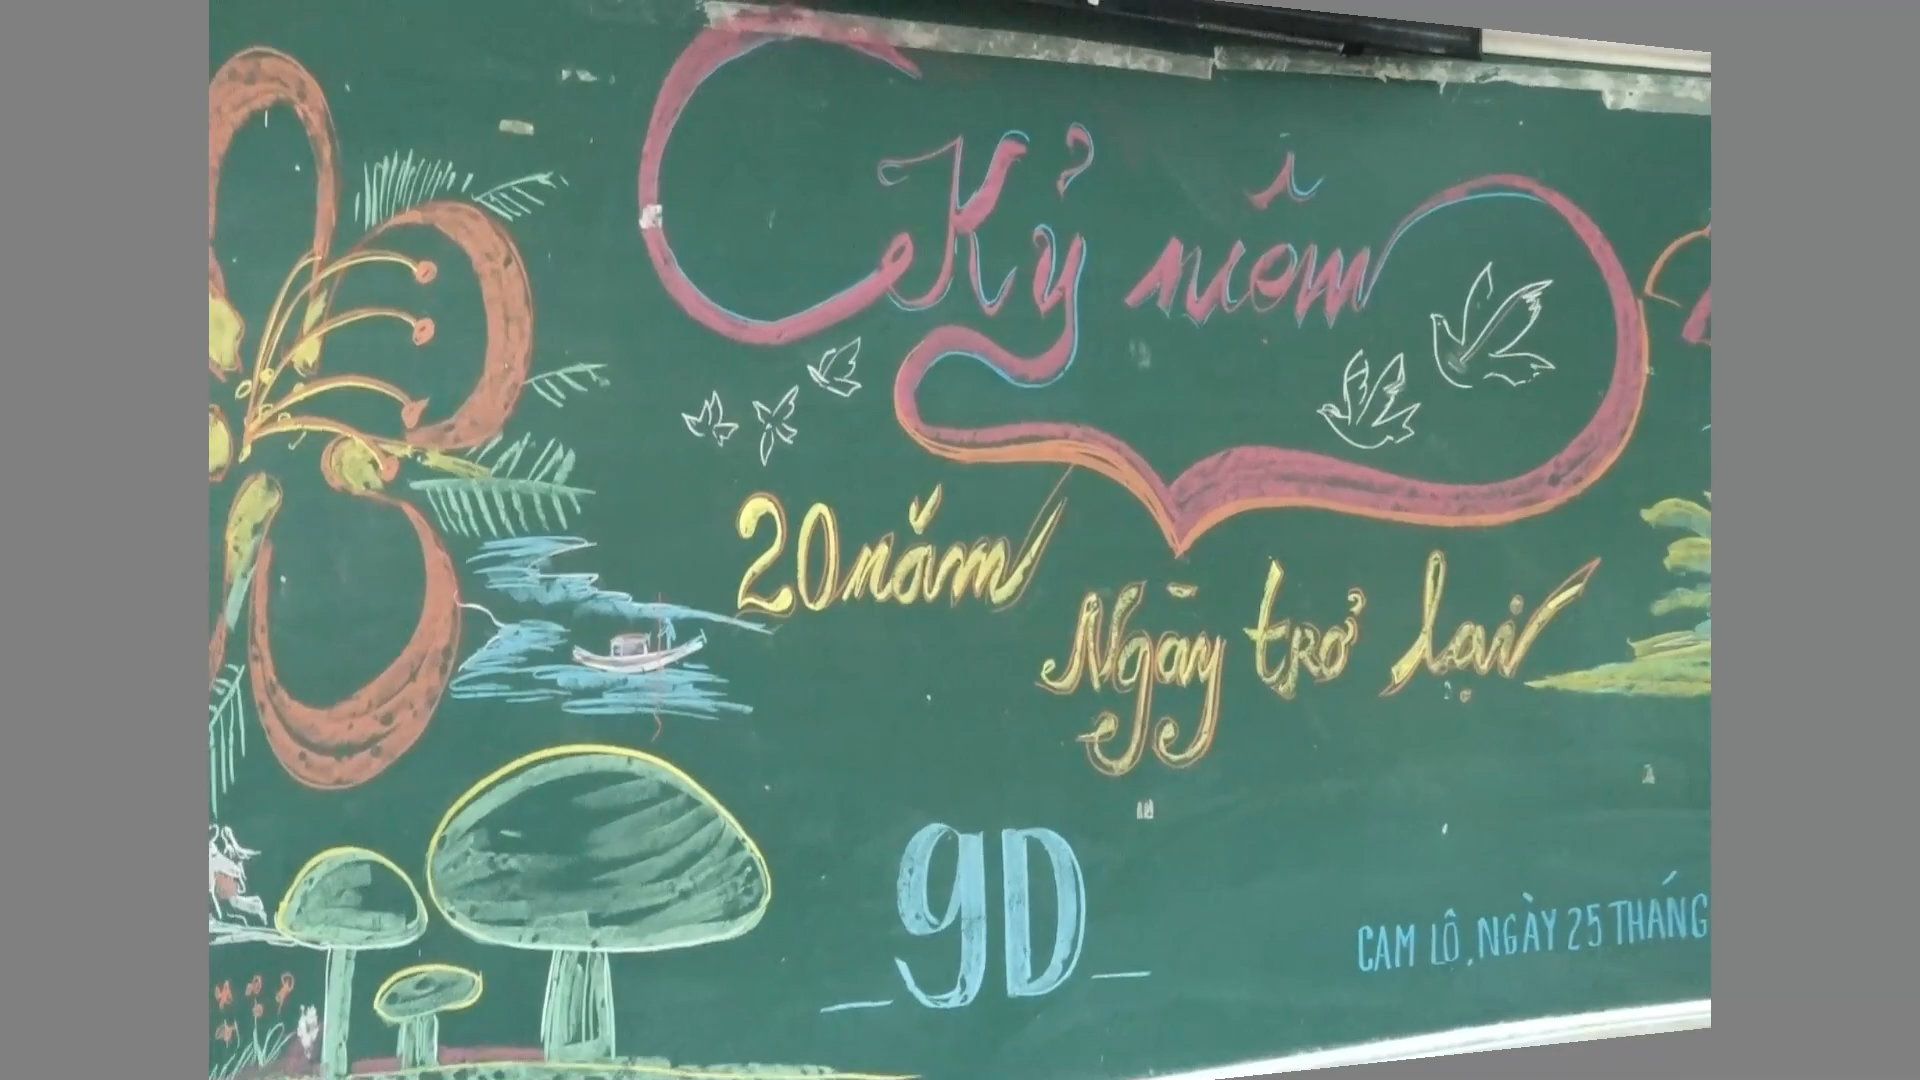 Kỷ niệm
20 năm
Ngày trở lại
9D
CAM LỘ, NGÀY 25 THÁNG